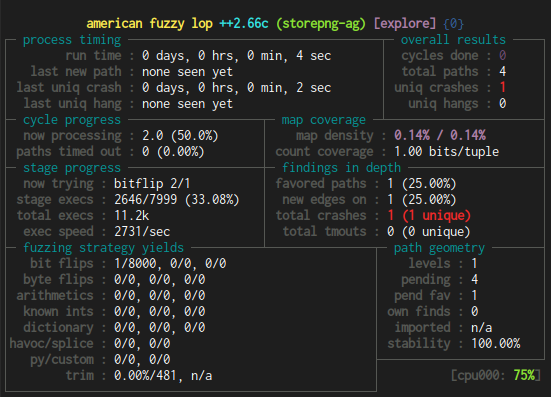 american fuzzy lop ++2.66c (storepng-ag) [explore] {0}
process timing
run time : 0 days, 0 hrs, 0 min, 4 sec
last new path : none seen yet
last uniq crash : 0 days, 0 hrs, 0 min, 2 sec
last uniq hang : none seen yet
overall results
cycles done : 0
total paths : 4
uniq crashes : 1
uniq hangs : 0
cycle progress
now processing : 2.0 (50.0%)
paths timed out : 0 (0.00%)
map coverage
map density : 0.14% / 0.14%
count coverage : 1.00 bits/tuple
stage progress
now trying : bitflip 2/1
stage execs : 2646/7999 (33.08%)
total execs : 11.2k
exec speed : 2731/sec
findings in depth
favored paths : 1 (25.00%)
new edges on : 1 (25.00%)
total crashes : 1 (1 unique)
total tmouts : 0 (0 unique)
fuzzing strategy yields
bit flips : 1/8000, 0/0, 0/0
byte flips : 0/0, 0/0, 0/0
arithmetics : 0/0, 0/0, 0/0
known ints : 0/0, 0/0, 0/0
dictionary : 0/0, 0/0, 0/0
havoc/splice : 0/0, 0/0
py/custom : 0/0, 0/0
trim : 0.00%/481, n/a
path geometry
levels : 1
pending : 4
pend fav : 1
own finds : 0
imported : n/a
stability : 100.00%
[cpu000: 75%]